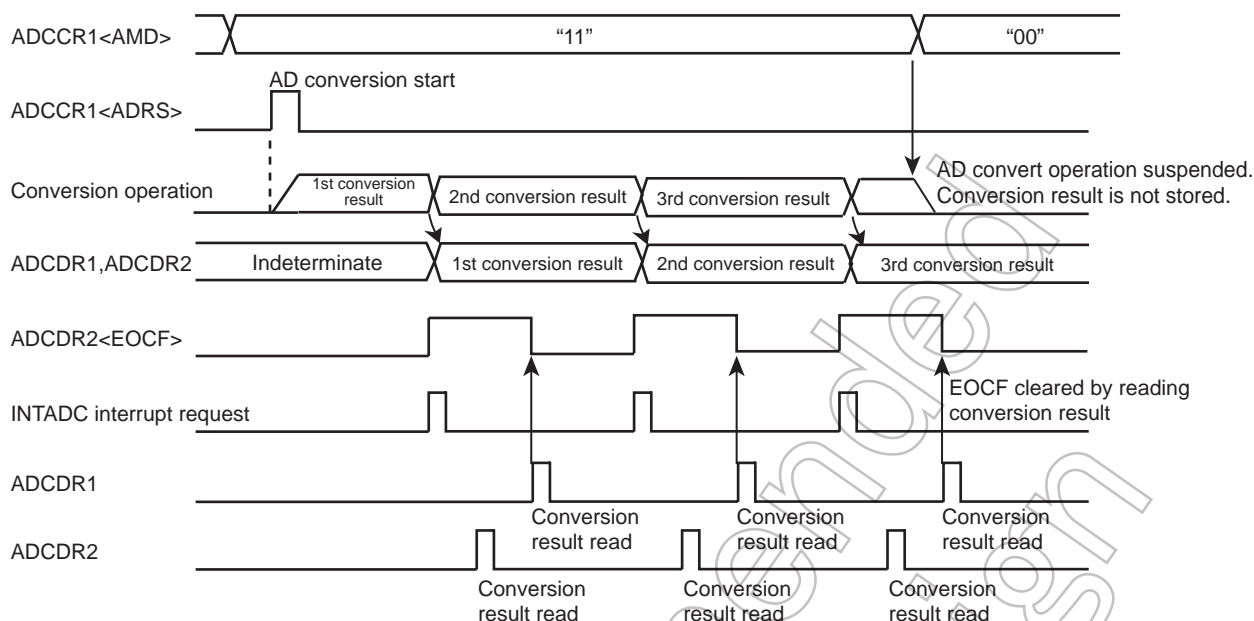 ADCCR1<AMD>
“11”
“00”
AD conversion start
ADCCR1<ADRS>
AD convert operation suspended.
Conversion result is not stored.
Conversion operation
1st conversion
result
2nd conversion result
3rd conversion result
ADCDR1,ADCDR2
Indeterminate
1st conversion result
2nd conversion result
3rd conversion result
ADCDR2<EOCF>
EOCF cleared by reading
conversion result
INTADC interrupt request
ADCDR1
Conversion
result read
Conversion
result read
Conversion
result read
ADCDR2
Conversion
result read
Conversion
result read
Conversion
result read